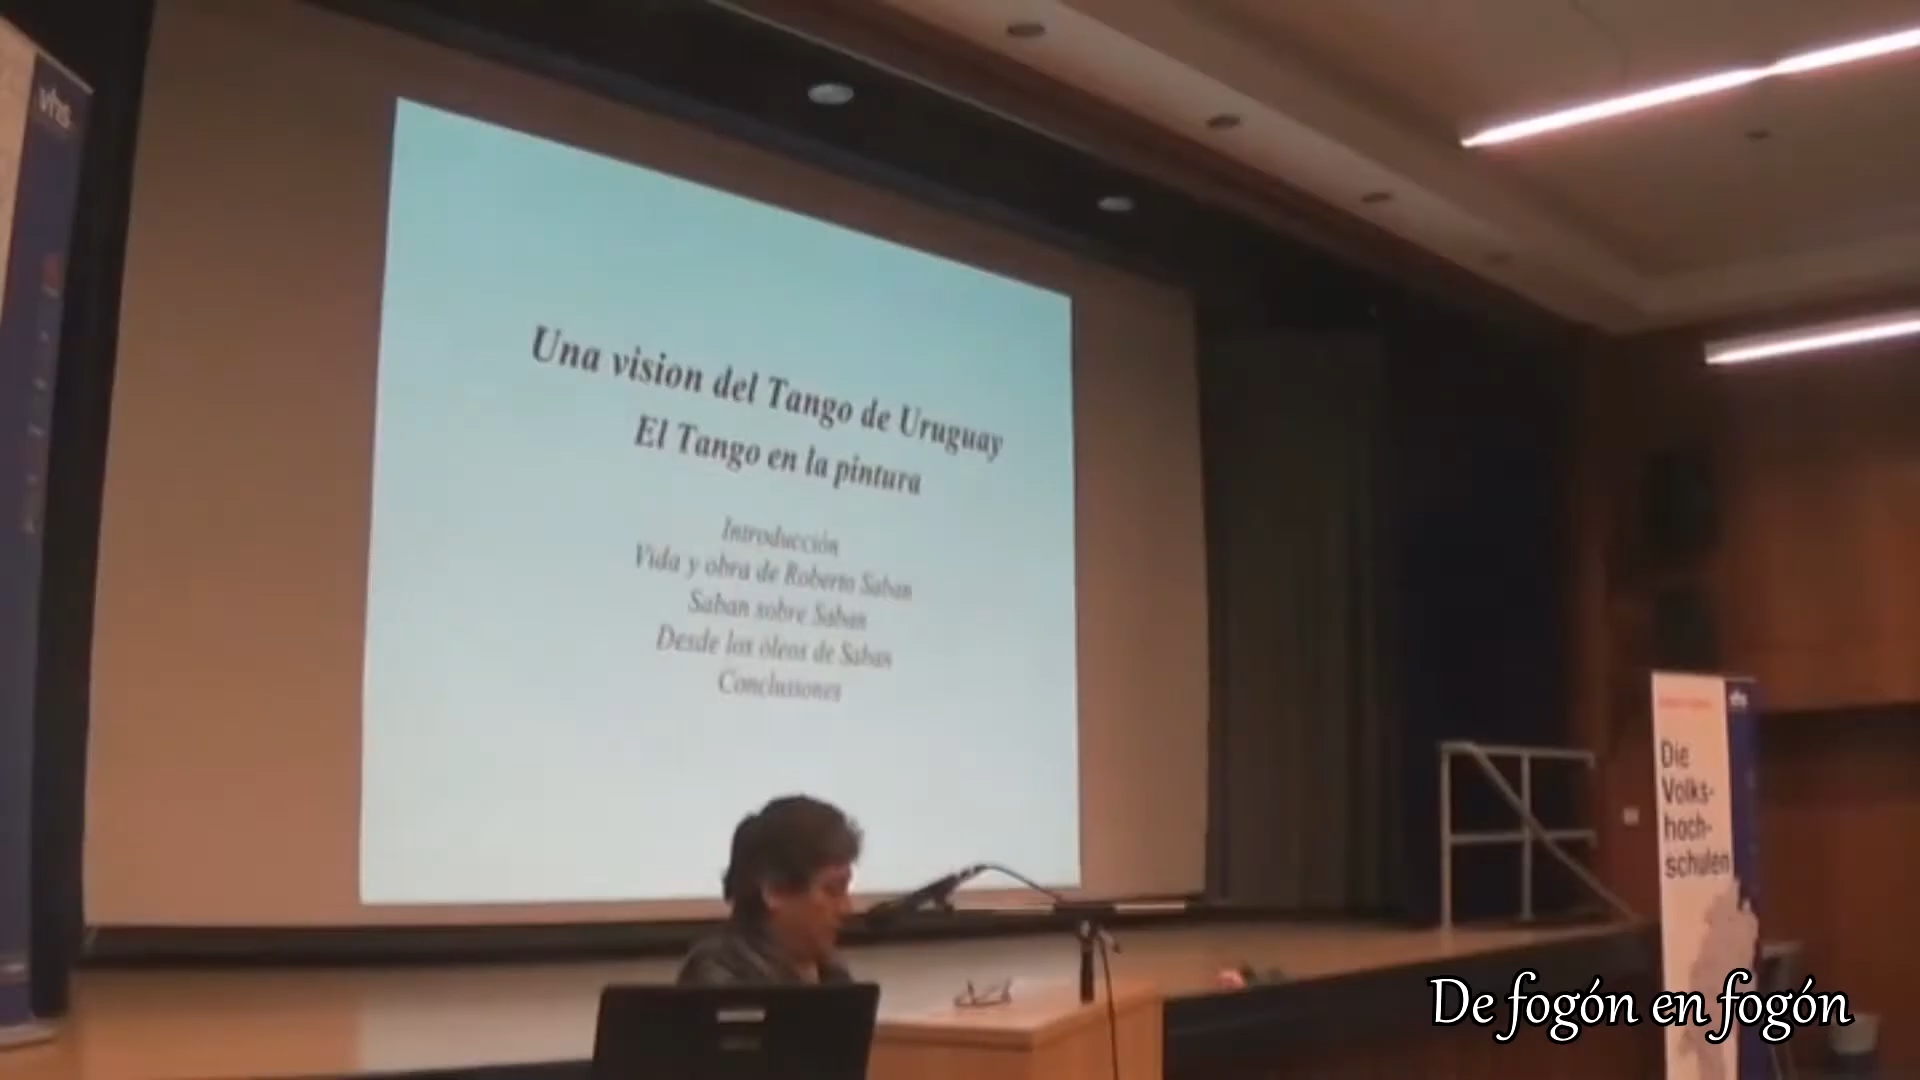 vhs
Una vision del Tango de Uruguay
El Tango en la pintura
Introducción
Vida y obra de Roberto Saban
Saban sobre Saban
Desde los óleos de Saban
Conclusiones
Die
Volks-
hoch-
schulen
De fogón en fogón